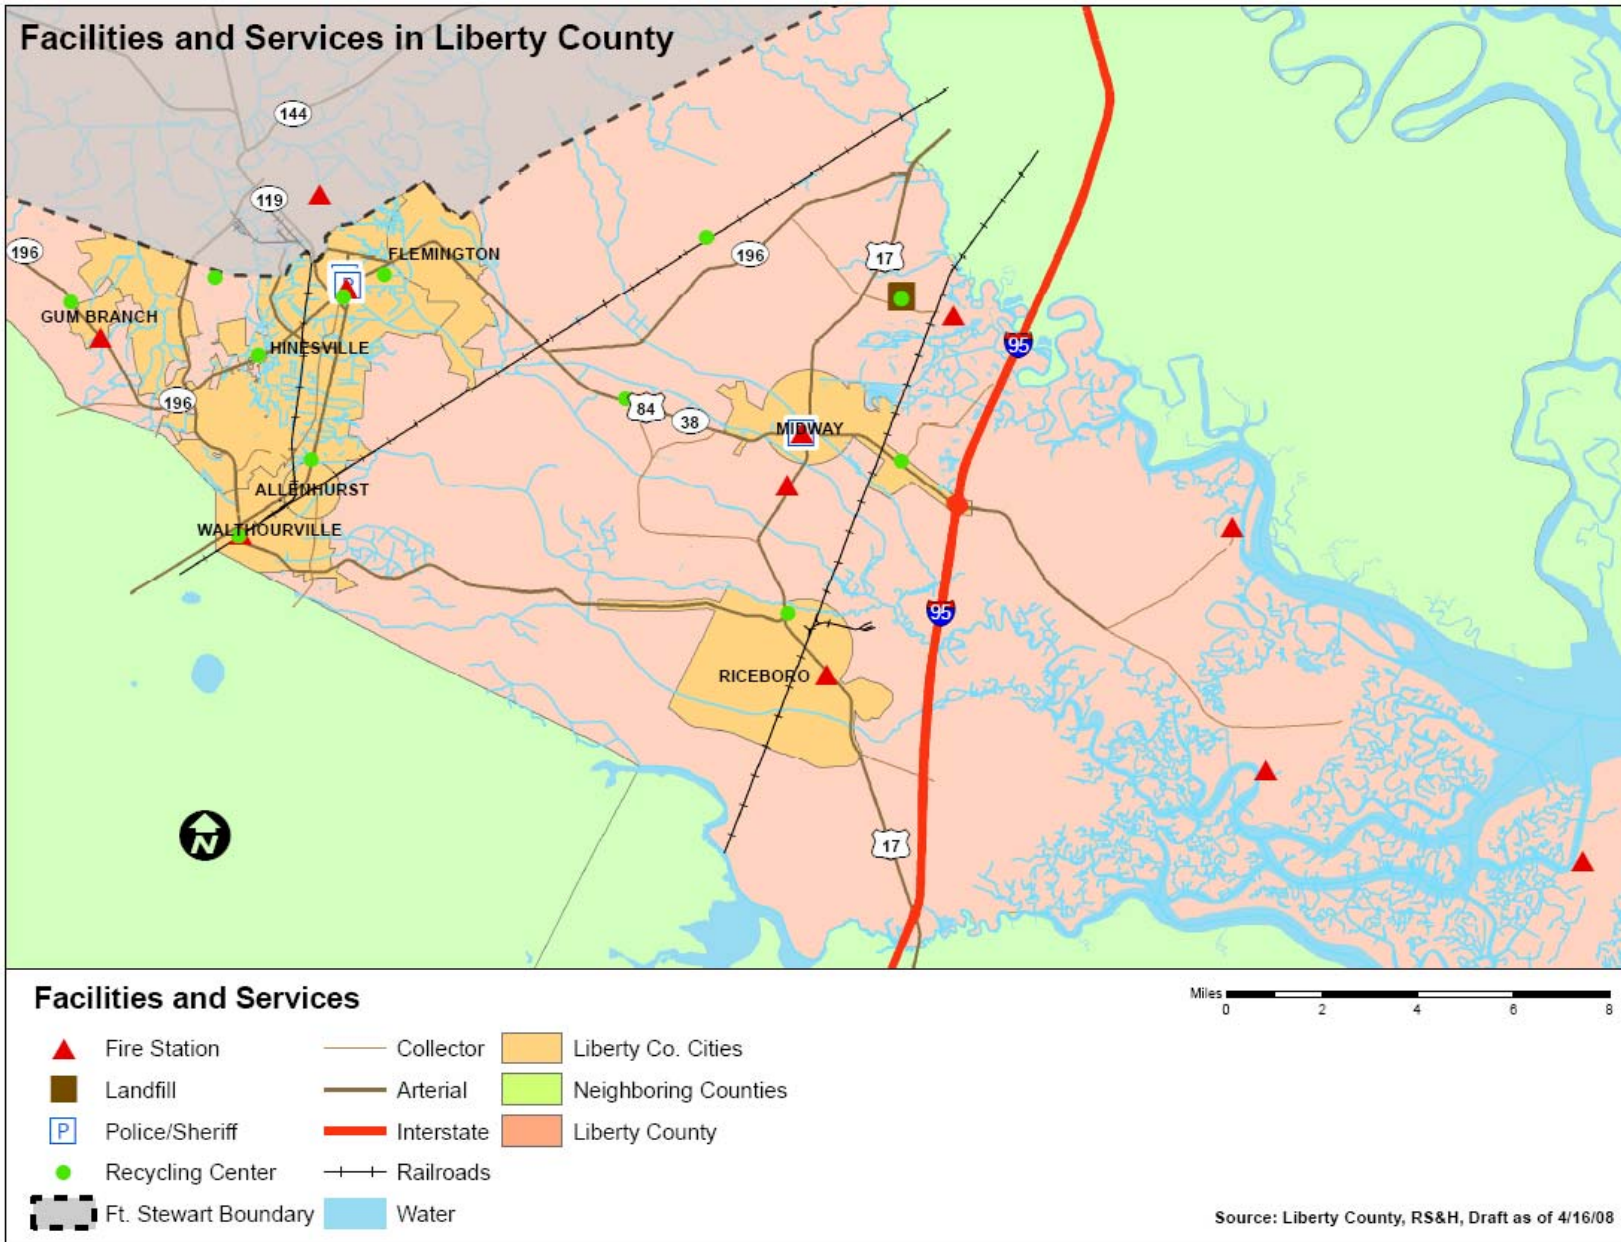 Facilities and Services in Liberty County
144
119
196
FLEMINGTON
196
17
P
GUM BRANCH
HINESVILLE
95
196
84
38
MIDWAY
ALLENHURST
WALTHOURVILLE
95
RICEBORO
N
17
Facilities and Services
Miles
0 2 4 6 8
Fire Station
Collector
Liberty Co. Cities
Landfill
Arterial
Neighboring Counties
P
Police/Sheriff
Interstate
Liberty County
Recycling Center
Railroads
Ft. Stewart Boundary
Water
Source: Liberty County, RS&H, Draft as of 4/16/08